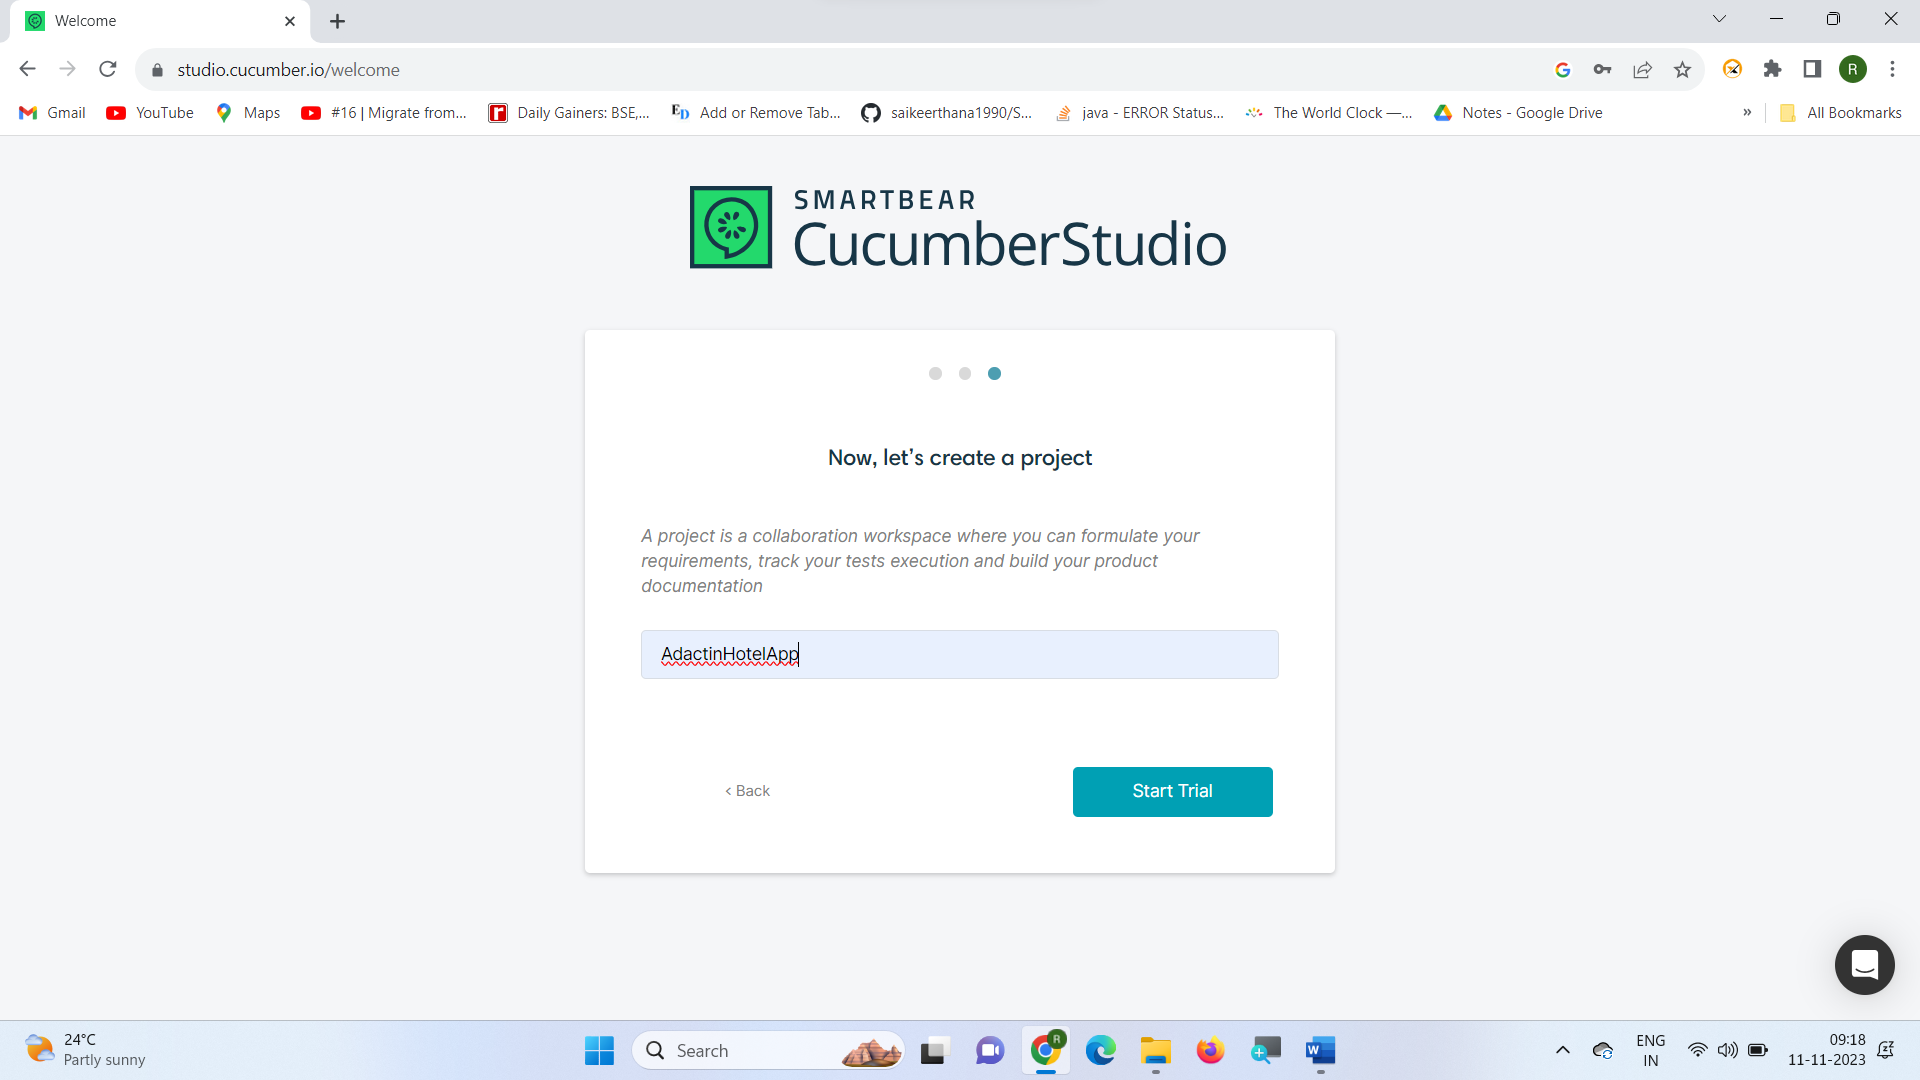 Welcome
studio.cucumber.io/welcome
R
Gmail
YouTube
Maps
#16 | Migrate from...
Daily Gainers: BSE,...
Add or Remove Tab...
saikeerthana1990/S...
java - ERROR Status...
The World Clock —...
Notes - Google Drive
»
All Bookmarks
SMARTBEAR
CucumberStudio
Now, let's create a project
A project is a collaboration workspace where you can formulate your
requirements, track your tests execution and build your product
documentation
AdactinHotelApp
< Back
Start Trial
24°C
Partly sunny
Search
R
ENG
IN
09:18
11-11-2023